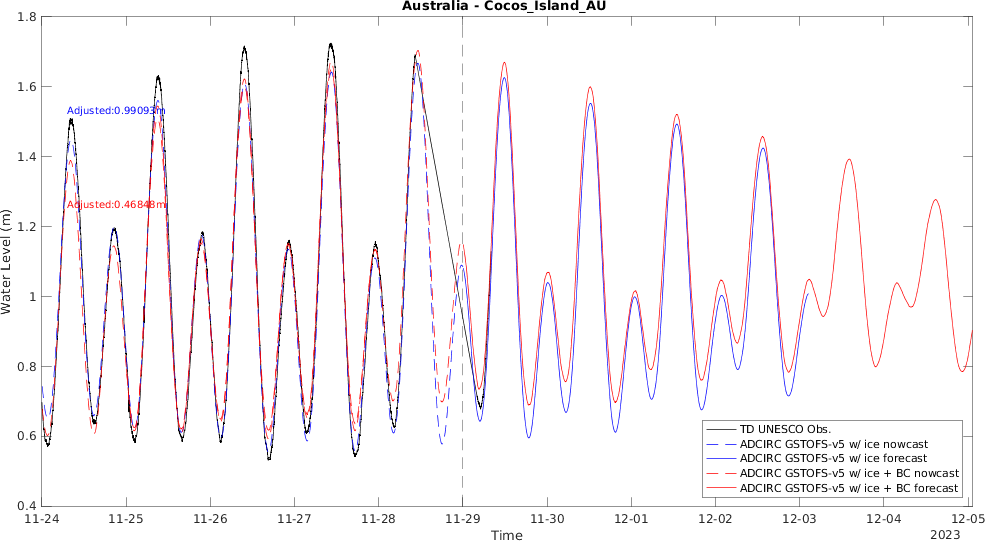 Australia - Cocos_Island_AU
1.8
1.6
1.4
1.2
1
0.8
0.6
0.4
Water Level (m)
Adjusted:0.99093m
Adjusted:0.46848m
TD UNESCO Obs.
ADCIRC GSTOFS-v5 w/ ice nowcast
ADCIRC GSTOFS-v5 w/ ice forecast
ADCIRC GSTOFS-v5 w/ ice + BC nowcast
ADCIRC GSTOFS-v5 w/ ice + BC forecast
11-24 11-25 11-26 11-27 11-28 11-29 11-30 12-01 12-02 12-03 12-04 12-05
Time
2023